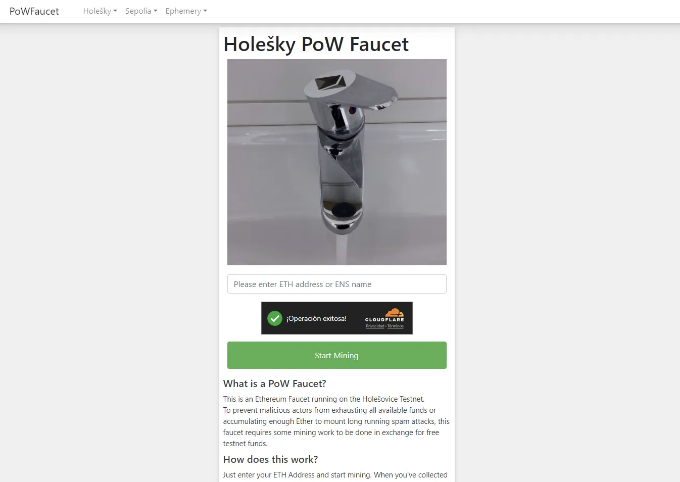 PoWFaucet Holešky Sepolia Ephemery
Holešky PoW Faucet
Please enter ETH address or ENS name
¡Operación exitosa!
CLOUDFLARE
Privacidad • Términos
Start Mining
What is a PoW Faucet?
This is an Ethereum Faucet running on the Holešovice Testnet.
To prevent malicious actors from exhausting all available funds or
accumulating enough Ether to mount long running spam attacks, this
faucet requires some mining work to be done in exchange for free
testnet funds.
How does this work?
Just enter your ETH Address and start mining. When you've collected